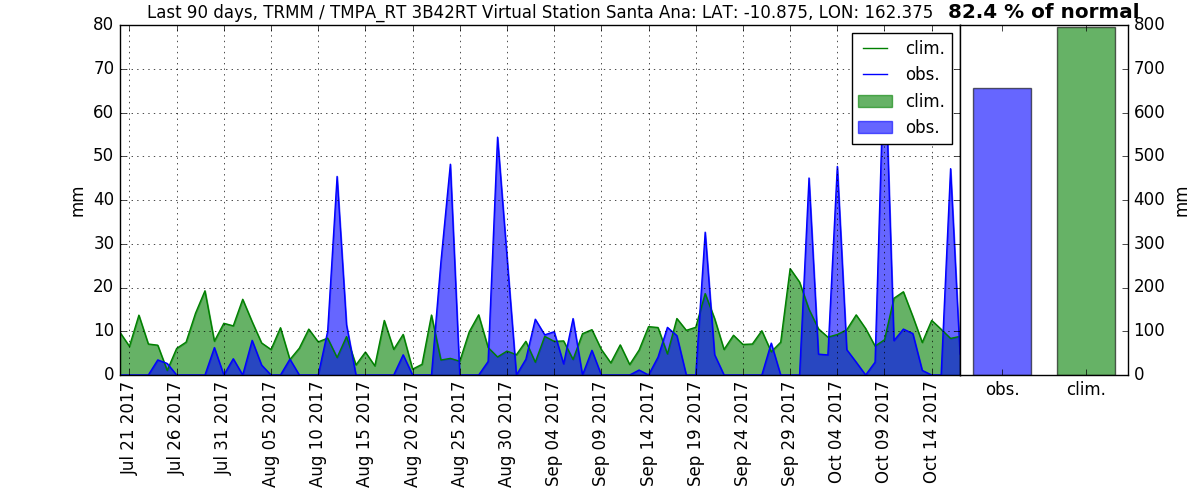 Last 90 days, TRMM / TMPA_RT 3B42RT Virtual Station Santa Ana: LAT: -10.875, LON: 162.375 82.4 % of normal
80
70
60
50
40
30
20
10
0
mm
clim.
obs.
clim.
obs.
800
700
600
500
400
300
200
100
0
mm
Jul 21 2017
Jul 26 2017
Jul 31 2017
Aug 05 2017
Aug 10 2017
Aug 15 2017
Aug 20 2017
Aug 25 2017
Aug 30 2017
Sep 04 2017
Sep 09 2017
Sep 14 2017
Sep 19 2017
Sep 24 2017
Sep 29 2017
Oct 04 2017
Oct 09 2017
Oct 14 2017
obs.
clim.